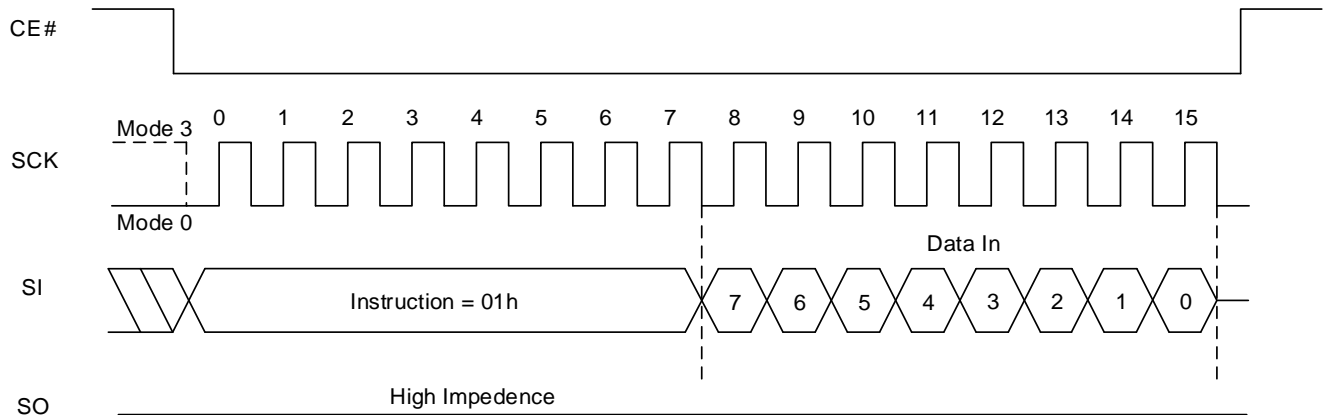 CE#
Mode 3 0 1 2 3 4 5 6 7 8 9 10 11 12 13 14 15
SCK
Mode 0
Data In
SI Instruction = 01h 7 6 5 4 3 2 1 0
High Impedence
SO